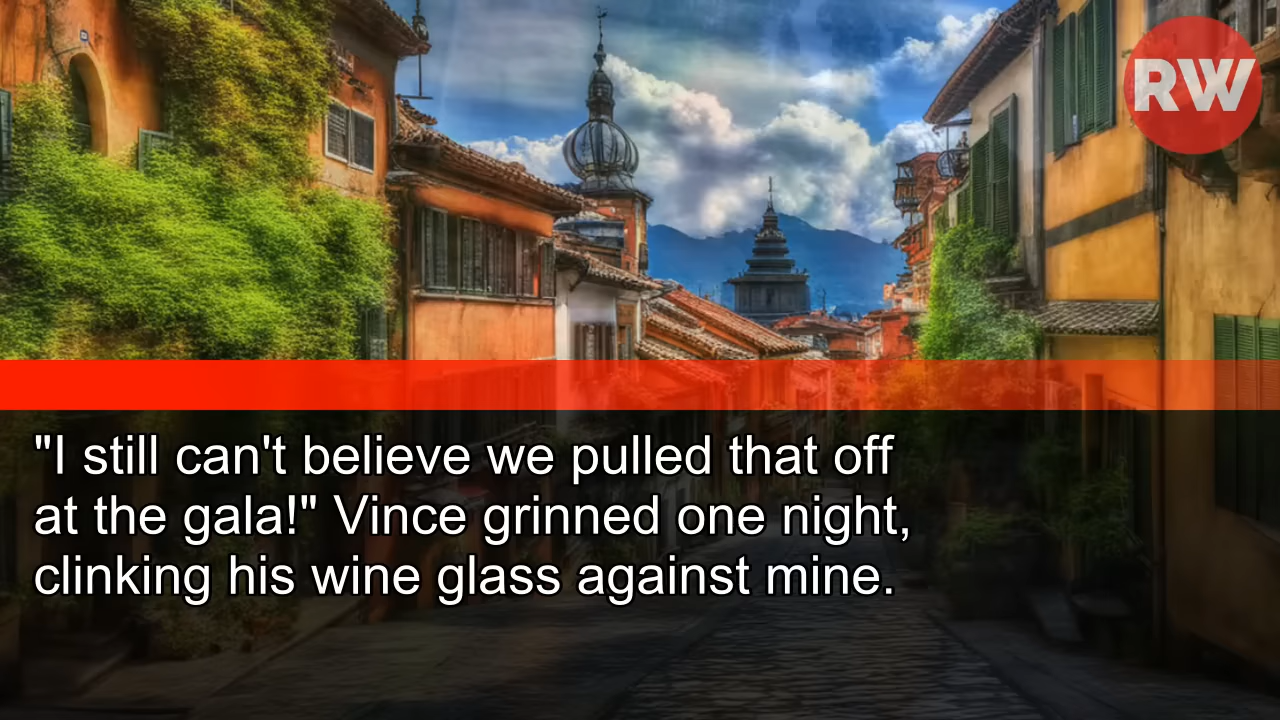 RW
"I still can't believe we pulled that off
at the gala!" Vince grinned one night,
clinking his wine glass against mine.